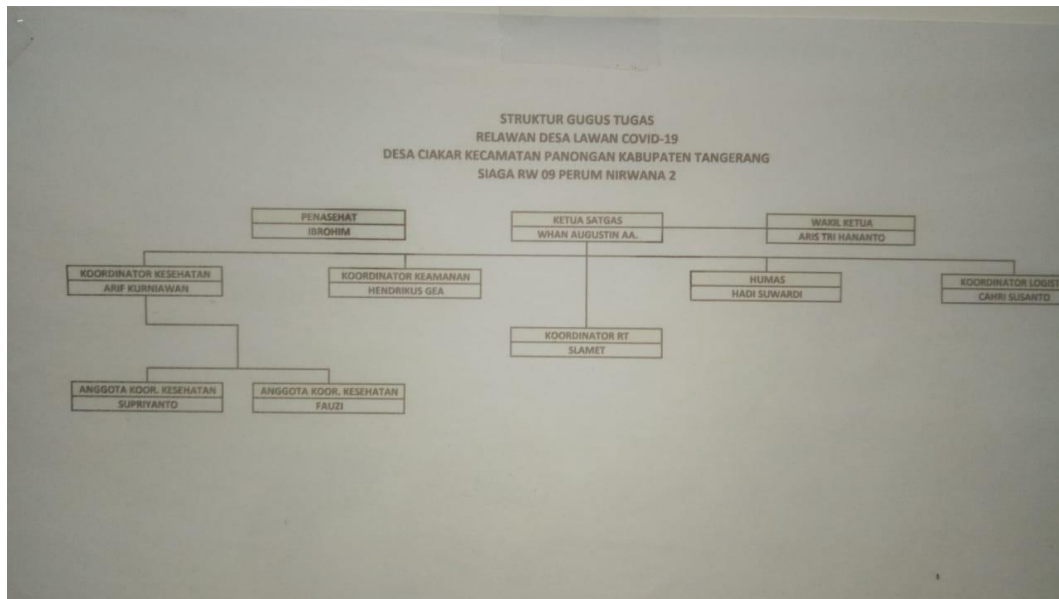 STRUKTUR GUGUS TUGAS
RELAWAN DESA LAWAN COVID-19
DESA CIAKAR KECAMATAN PANONGAN KABUPATEN TANGERANG
SIAGA RW 09 PERUM NIRWANA 2
PENASEHAT
IBROHIM
KETUA SATGAS
WHAN AUGUSTIN AA.
WAKIL KETUA
ARIS TRI HANANTO
KOORDINATOR KESEHATAN
ARIF KURNIAWAN
KOORDINATOR KEAMANAN
HENDRIKUS GEA
HUMAS
HADI SUWARDI
KOORDINATOR LOGIST
CAHRI SUSANTO
KOORDINATOR RT
SLAMET
ANGGOTA KOOR. KESEHATAN
SUPRIYANTO
ANGGOTA KOOR. KESEHATAN
FAUZI